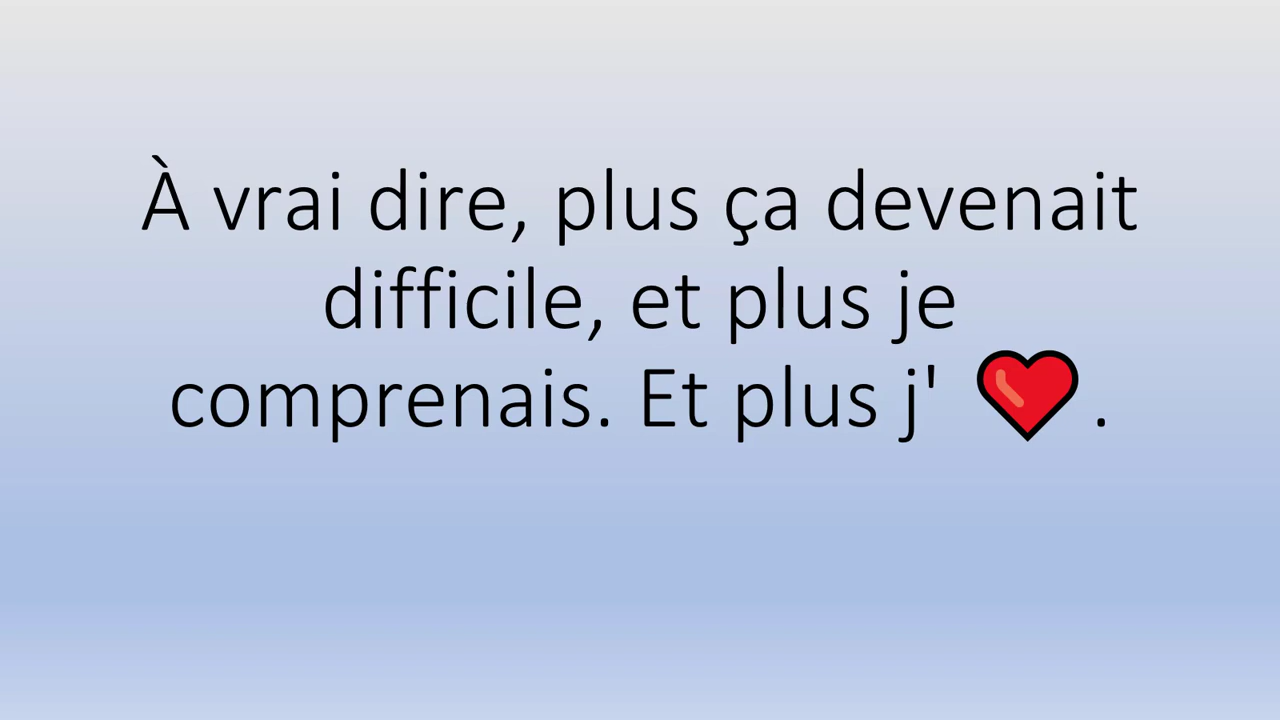 À vrai dire, plus ça devenait
difficile, et plus je
comprenais. Et plus j' ❤️.